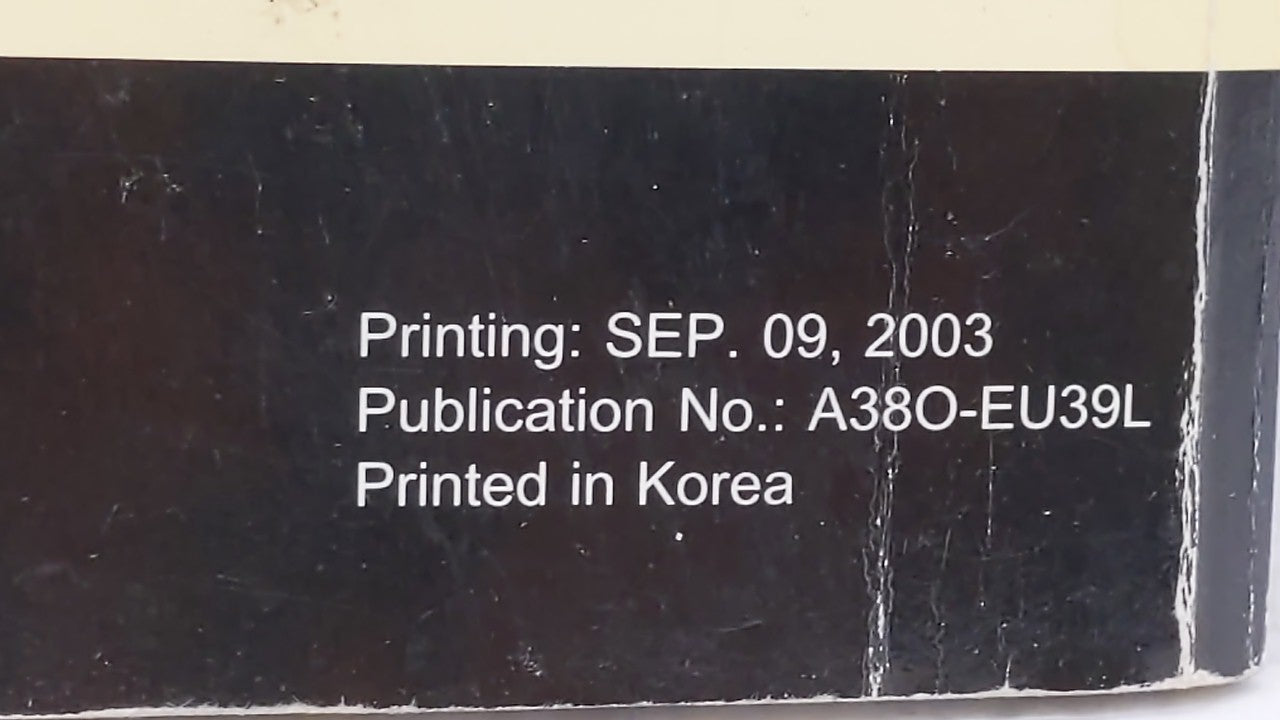 Printing: SEP. 09, 2003
Publication No.: A38O-EU39L
Printed in Korea